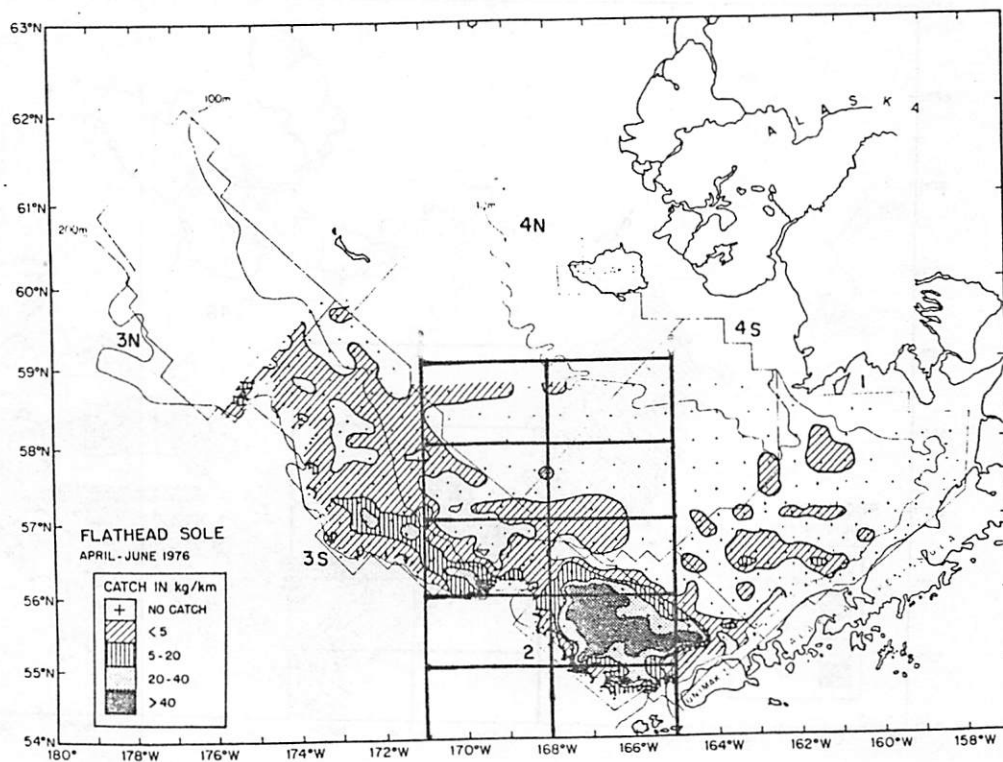 63°N
62°N
61°N
60°N
59°N
58°N
57°N
56°N
55°N
54°N
100m
200m
4N
3N
4S
1
3S
2
A L A S K A
UNIMAK
FLATHEAD SOLE
APRIL - JUNE 1976
CATCH IN kg/km
NO CATCH
<5
5-20
20-40
>40
180°
178°W
176°W
174°W
172°W
170°W
168°W
166°W
164°W
162°W
160°W
158°W